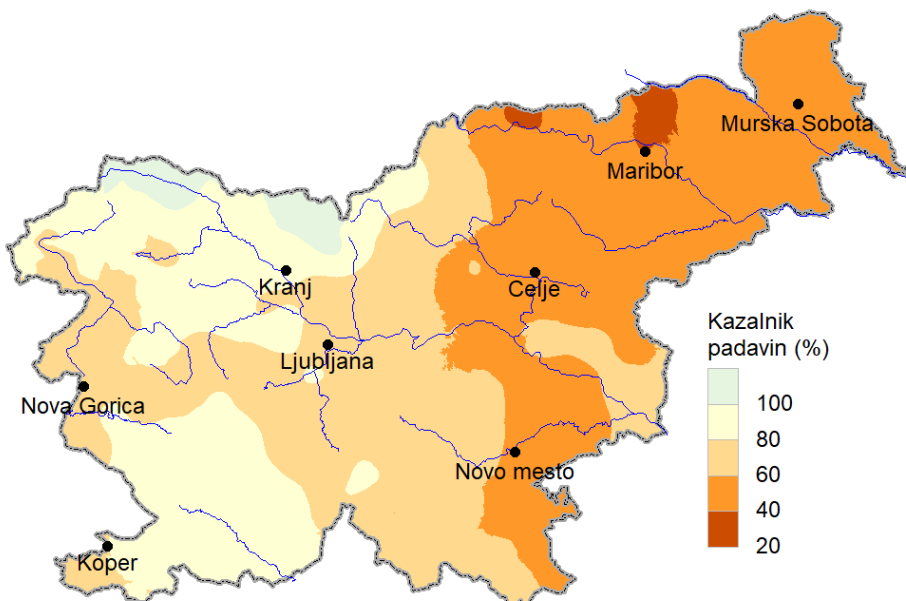 Murska Sobota
Maribor
Kranj
Celje
Ljubljana
Nova Gorica
Novo mesto
Koper
Kazalnik
padavin (%)
100
80
60
40
20